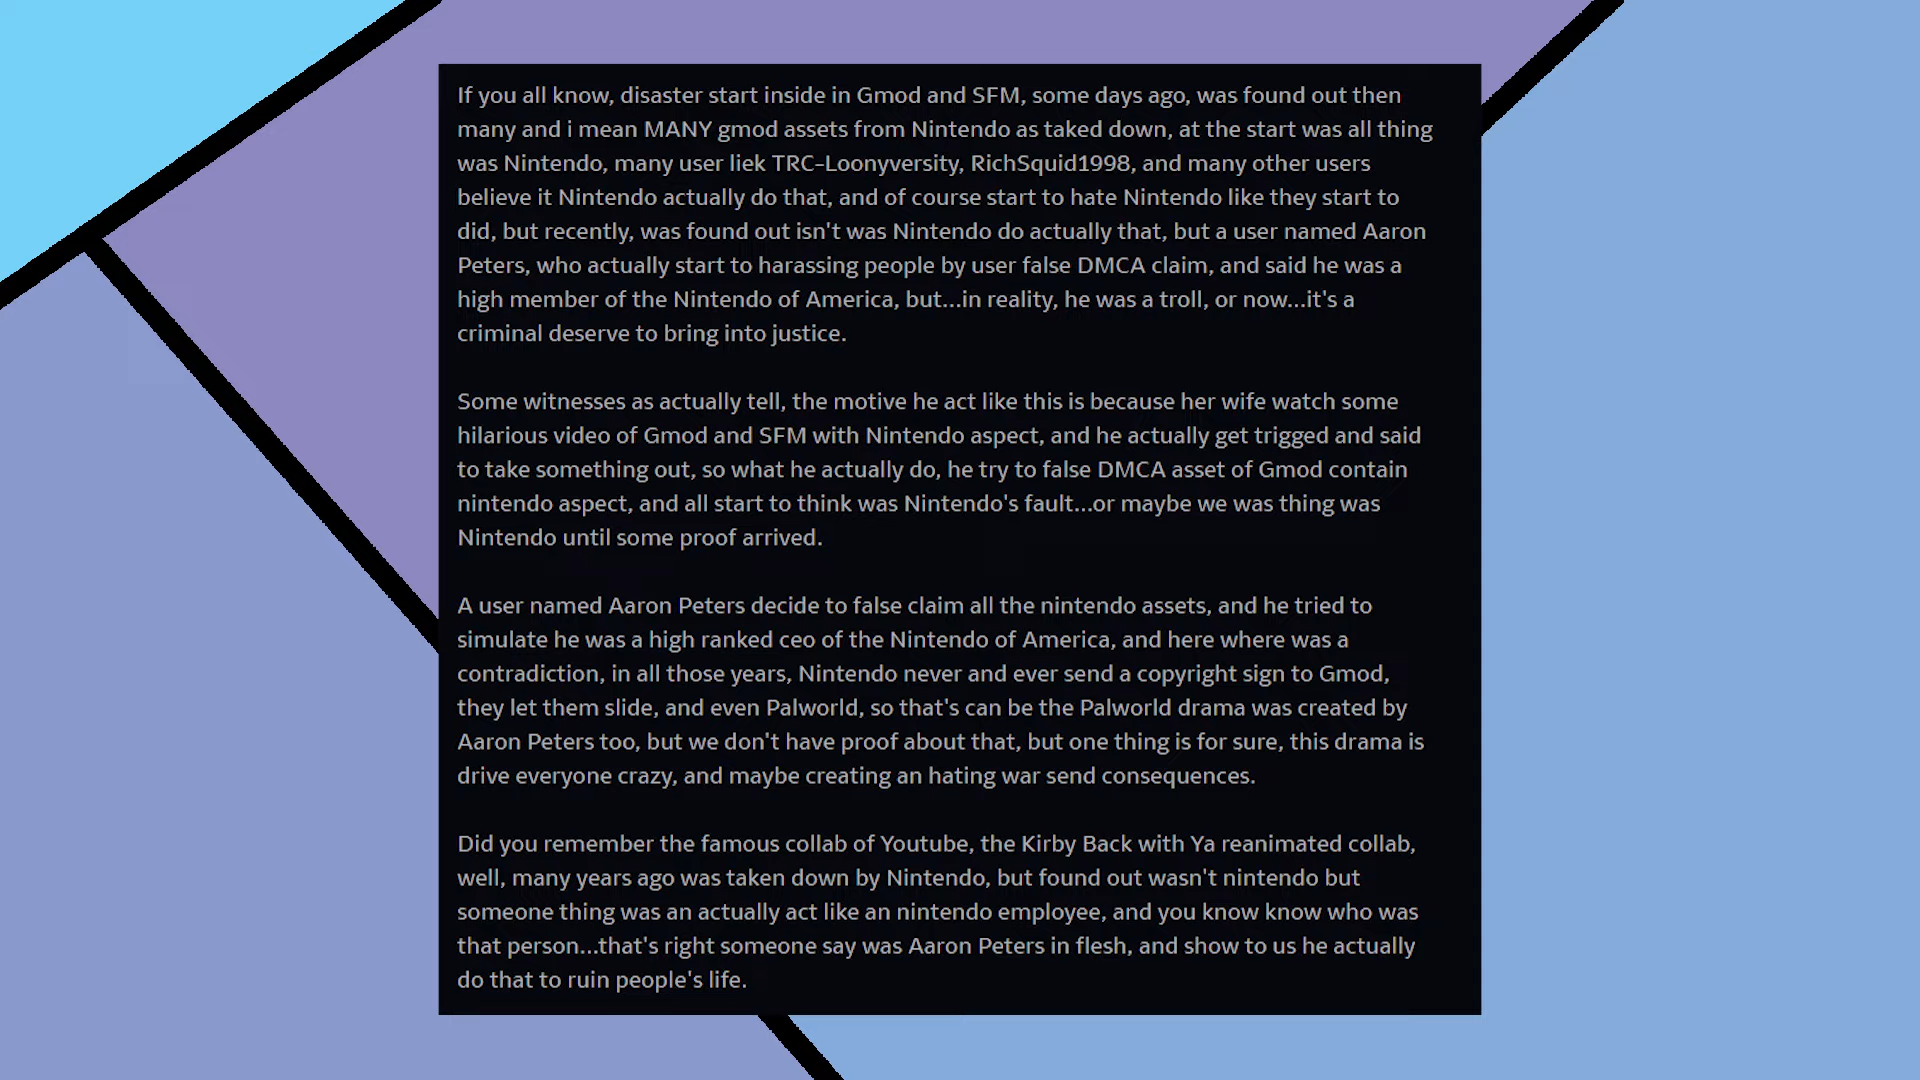 If you all know, disaster start inside in Gmod and SFM, some days ago, was found out then
many and i mean MANY gmod assets from Nintendo as taked down, at the start was all thing
was Nintendo, many user liek TRC-Loonyversity, RichSquid1998, and many other users
believe it Nintendo actually do that, and of course start to hate Nintendo like they start to
did, but recently, was found out isn't was Nintendo do actually that, but a user named Aaron
Peters, who actually start to harassing people by user false DMCA claim, and said he was a
high member of the Nintendo of America, but...in reality, he was a troll, or now...it's a
criminal deserve to bring into justice.
Some witnesses as actually tell, the motive he act like this is because her wife watch some
hilarious video of Gmod and SFM with Nintendo aspect, and he actually get trigged and said
to take something out, so what he actually do, he try to false DMCA asset of Gmod contain
nintendo aspect, and all start to think was Nintendo's fault...or maybe we was thing was
Nintendo until some proof arrived.
A user named Aaron Peters decide to false claim all the nintendo assets, and he tried to
simulate he was a high ranked ceo of the Nintendo of America, and here where was a
contradiction, in all those years, Nintendo never and ever send a copyright sign to Gmod,
they let them slide, and even Palworld, so that's can be the Palworld drama was created by
Aaron Peters too, but we don't have proof about that, but one thing is for sure, this drama is
drive everyone crazy, and maybe creating an hating war send consequences.
Did you remember the famous collab of Youtube, the Kirby Back with Ya reanimated collab,
well, many years ago was taken down by Nintendo, but found out wasn't nintendo but
someone thing was an actually act like an nintendo employee, and you know know who was
that person...that's right someone say was Aaron Peters in flesh, and show to us he actually
do that to ruin people's life.